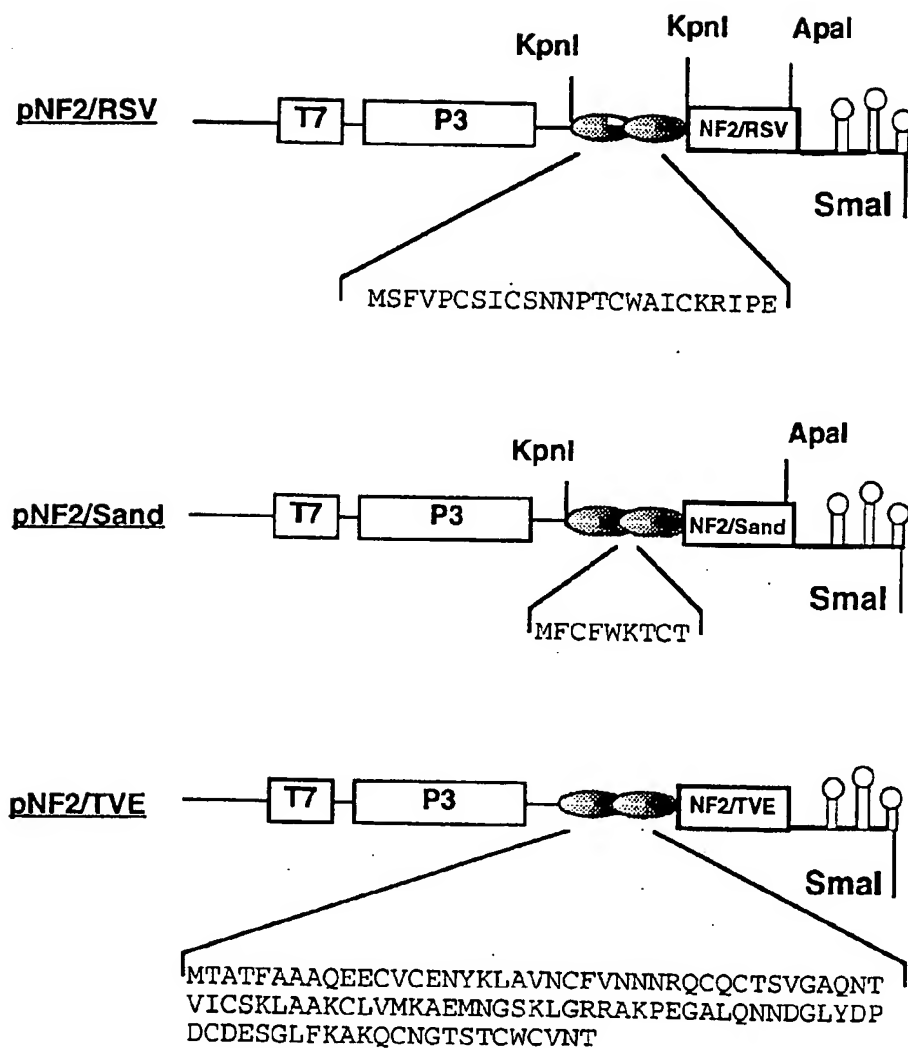 KpnI KpnI ApaI
pNF2/RSV T7 P3 NF2/RSV
SmaI
MSFVPCSICSNNPTCWAICKRIPE
KpnI ApaI
pNF2/Sand T7 P3 NF2/Sand
SmaI
MFCFWKTCT
pNF2/TVE T7 P3 NF2/TVE
SmaI
MTATFAAAQEECVCENYKLAVNCFVNNNRQCQCTSVGAQNT
VICSKLAAKCLVMKAEMNGSKLGRRAKPEGALQNNDGLYDP
DCDESGLFKAKQCNGTSTCWCVNT